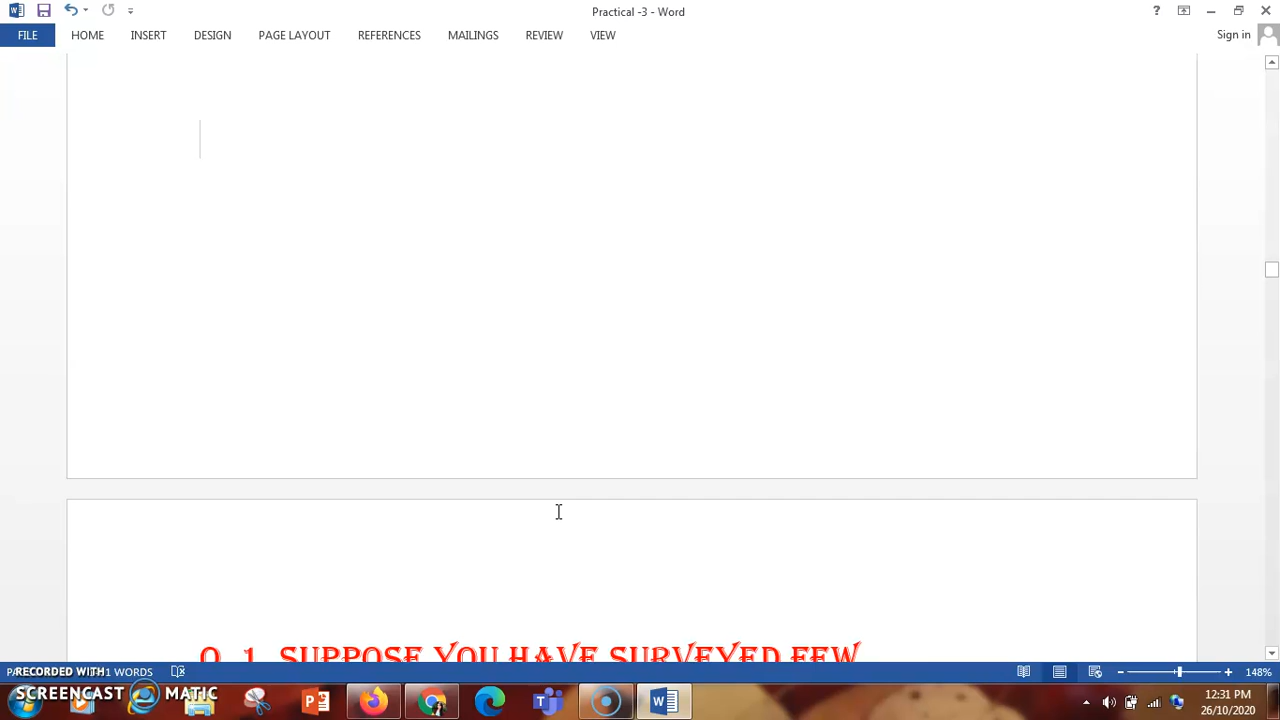 Practical -3 - Word
?
FILE HOME INSERT DESIGN PAGE LAYOUT REFERENCES MAILINGS REVIEW VIEW Sign in
Q. 1. SUPPOSE YOU HAVE SURVEYED FEW
WORDS 148%
RECORDED WITH
SCREENCAST MATIC
12:31 PM
26/10/2020